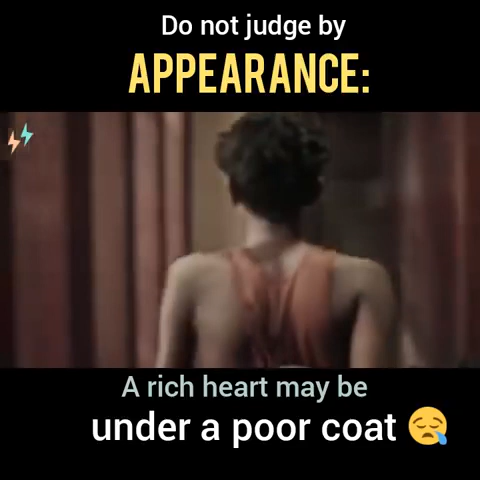 Do not judge by
APPEARANCE:
A rich heart may be
under a poor coat 😪